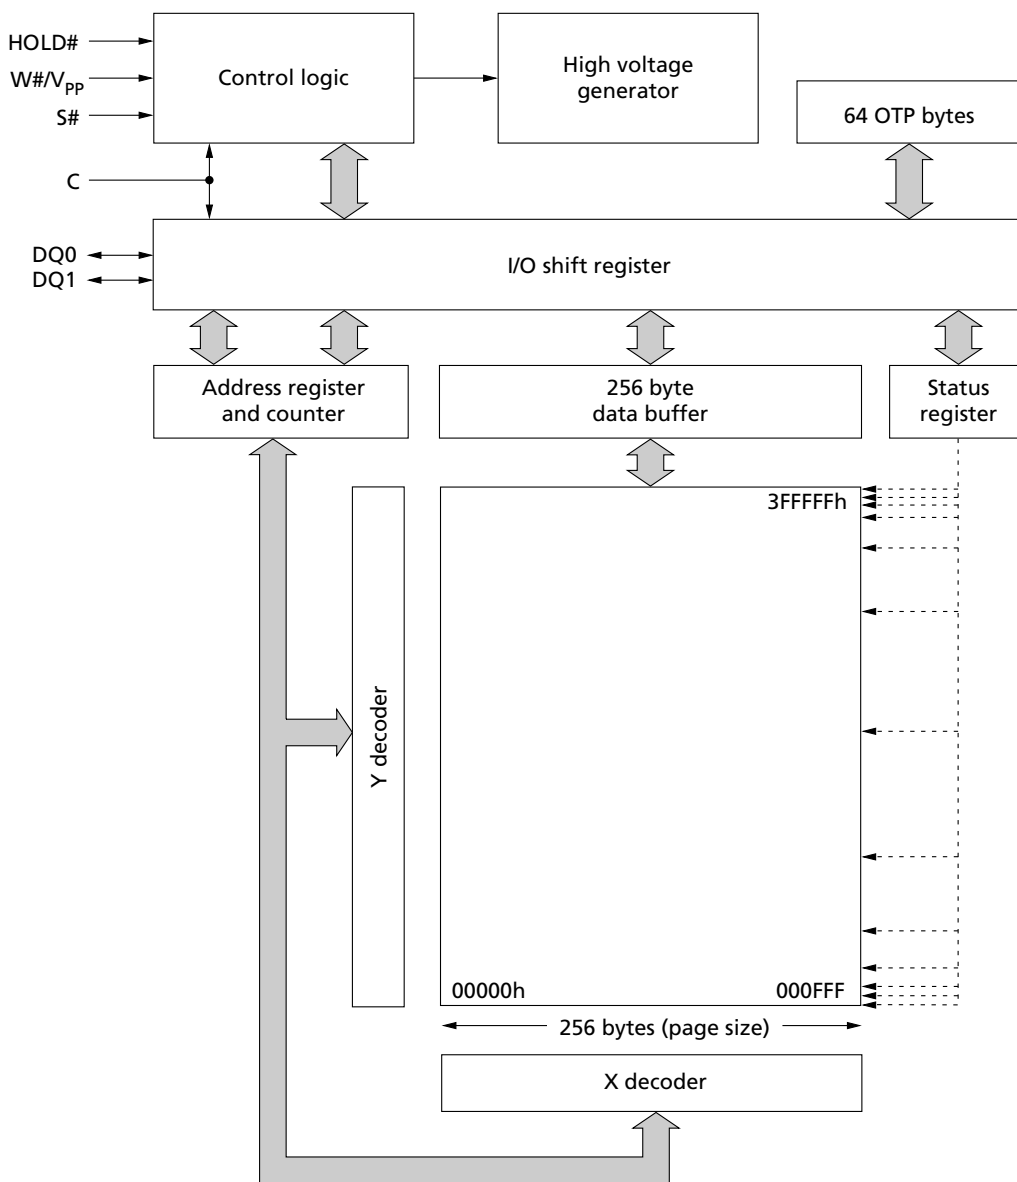 HOLD#
W#/VPP
S#
Control logic
High voltage
generator
64 OTP bytes
C
DQ0
DQ1
I/O shift register
Address register
and counter
256 byte
data buffer
Status
register
3FFFFFh
Y decoder
00000h
000FFF
256 bytes (page size)
X decoder